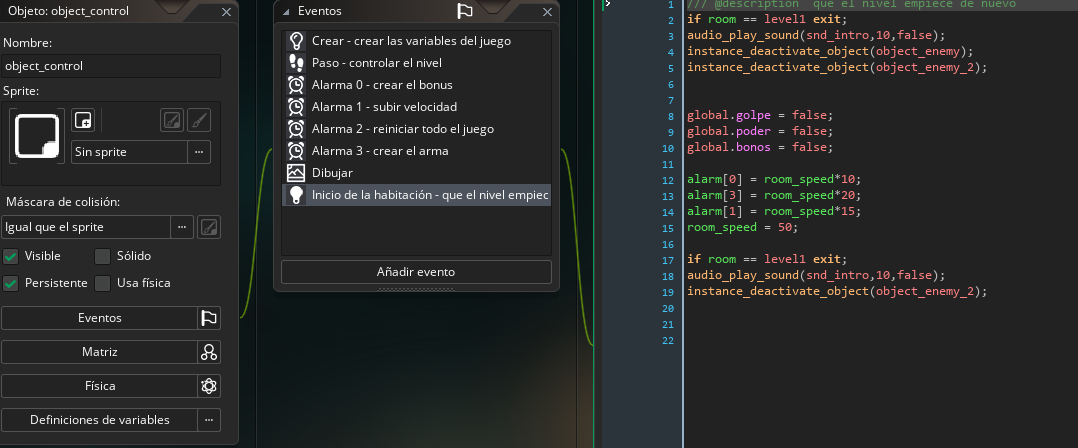 Objeto: object_control
Nombre:
object_control
Sprite:
Sin sprite
...
Máscara de colisión:
Igual que el sprite
...
Visible
Sólido
Persistente
Usa física
Eventos
Matriz
Física
Definiciones de variables
...
Eventos
Crear - crear las variables del juego
Paso - controlar el nivel
Alarma 0 - crear el bonus
Alarma 1 - subir velocidad
Alarma 2 - reiniciar todo el juego
Alarma 3 - crear el arma
Dibujar
Inicio de la habitación - que el nivel empiec
Añadir evento
1 /// @description que el nivel empiece de nuevo
2 if room == level1 exit;
3 audio_play_sound(snd_intro,10,false);
4 instance_deactivate_object(object_enemy);
5 instance_deactivate_object(object_enemy_2);
6
7
8 global.golpe = false;
9 global.poder = false;
10 global.bonos = false;
11
12 alarm[0] = room_speed*10;
13 alarm[3] = room_speed*20;
14 alarm[1] = room_speed*15;
15 room_speed = 50;
16
17 if room == level1 exit;
18 audio_play_sound(snd_intro,10,false);
19 instance_deactivate_object(object_enemy_2);
20
21
22